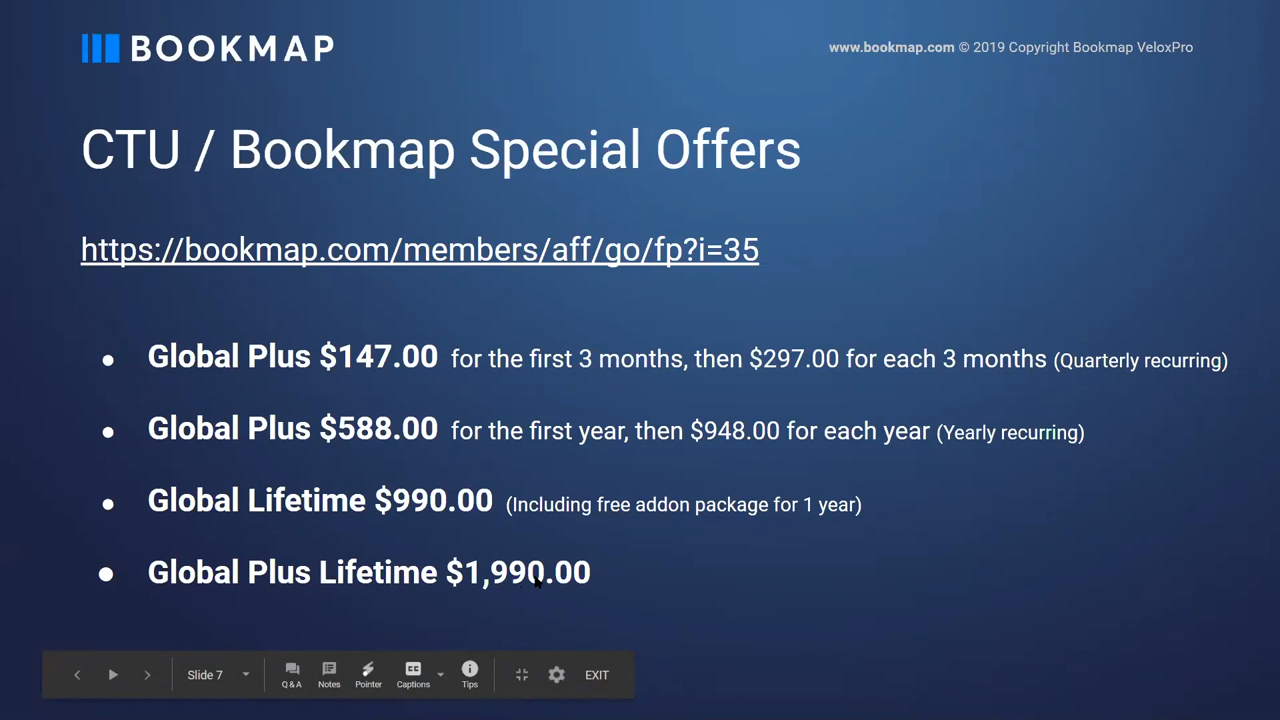 BOOKMAP
www.bookmap.com © 2019 Copyright Bookmap VeloxPro
CTU / Bookmap Special Offers
https://bookmap.com/members/aff/go/fp?i=35
● Global Plus $147.00 for the first 3 months, then $297.00 for each 3 months (Quarterly recurring)
● Global Plus $588.00 for the first year, then $948.00 for each year (Yearly recurring)
● Global Lifetime $990.00 (Including free addon package for 1 year)
● Global Plus Lifetime $1,990.00
Slide 7
Q & A
Notes
Pointer
CC
Captions
Tips
EXIT